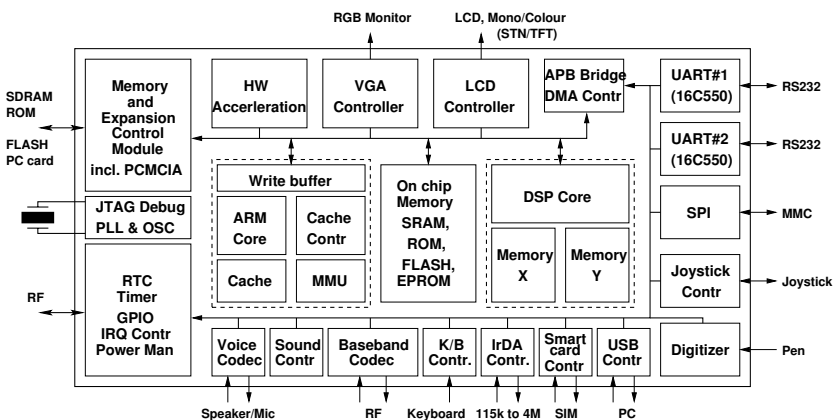 RGB Monitor
LCD, Mono/Colour
(STN/TFT)
SDRAM
ROM
FLASH
PC card
Memory
and
Expansion
Control
Module
incl. PCMCIA
HW
Accerleration
VGA
Controller
LCD
Controller
APB Bridge
DMA Contr
UART#1
(16C550)
RS232
UART#2
(16C550)
RS232
Write buffer
ARM
Core
Cache
Contr
Cache
MMU
On chip
Memory
SRAM,
ROM,
FLASH,
EPROM
DSP Core
Memory
X
Memory
Y
SPI
MMC
JTAG Debug
PLL & OSC
RF
RTC
Timer
GPIO
IRQ Contr
Power Man
Joystick
Contr
Joystick
Voice
Codec
Sound
Contr
Baseband
Codec
K/B
Contr.
IrDA
Contr.
Smart
card
Contr
USB
Contr
Digitizer
Pen
Speaker/Mic
RF
Keyboard
115k to 4M
SIM
PC